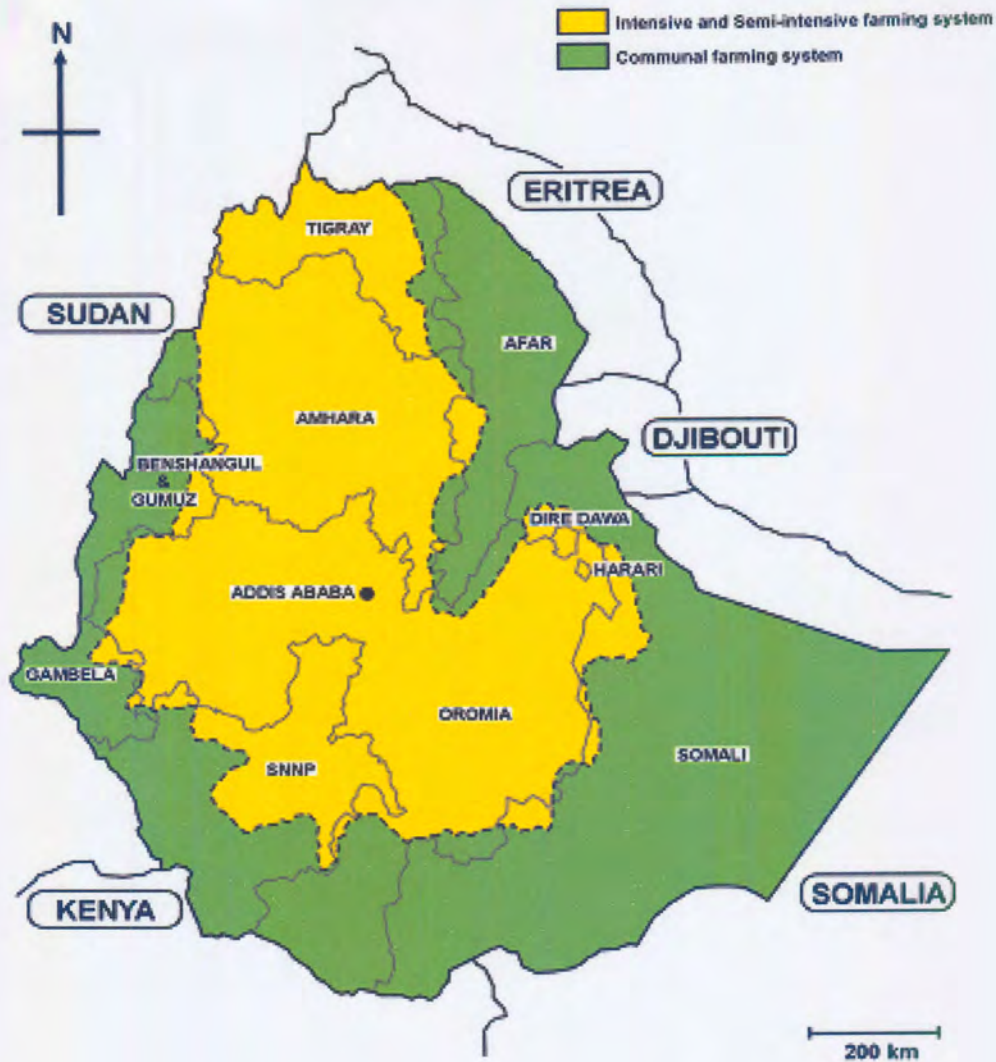 Intensive and Semi-intensive farming system
Communal farming system
N
ERITREA
TIGRAY
SUDAN
AFAR
AMHARA
DJIBOUTI
BENSHANGUL
&
GUMUZ
DIRE DAWA
HARARI
ADDIS ABABA
GAMBELA
OROMIA
SOMALI
SNNP
KENYA
SOMALIA
200 km